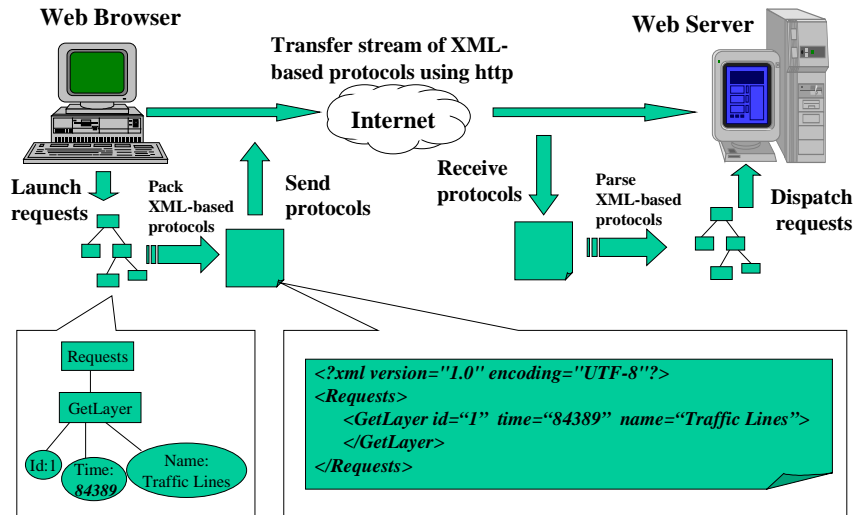 Web Browser
Web Server
Transfer stream of XML-
based protocols using http
Internet
Launch
requests
Pack
XML-based
protocols
Send
protocols
Receive
protocols
Parse
XML-based
protocols
Dispatch
requests
Requests
GetLayer
Id:1
Time:
84389
Name:
Traffic Lines
<?xml version="1.0" encoding="UTF-8"?>
<Requests>
<GetLayer id=“1” time=“84389” name=“Traffic Lines”>
</GetLayer>
</Requests>